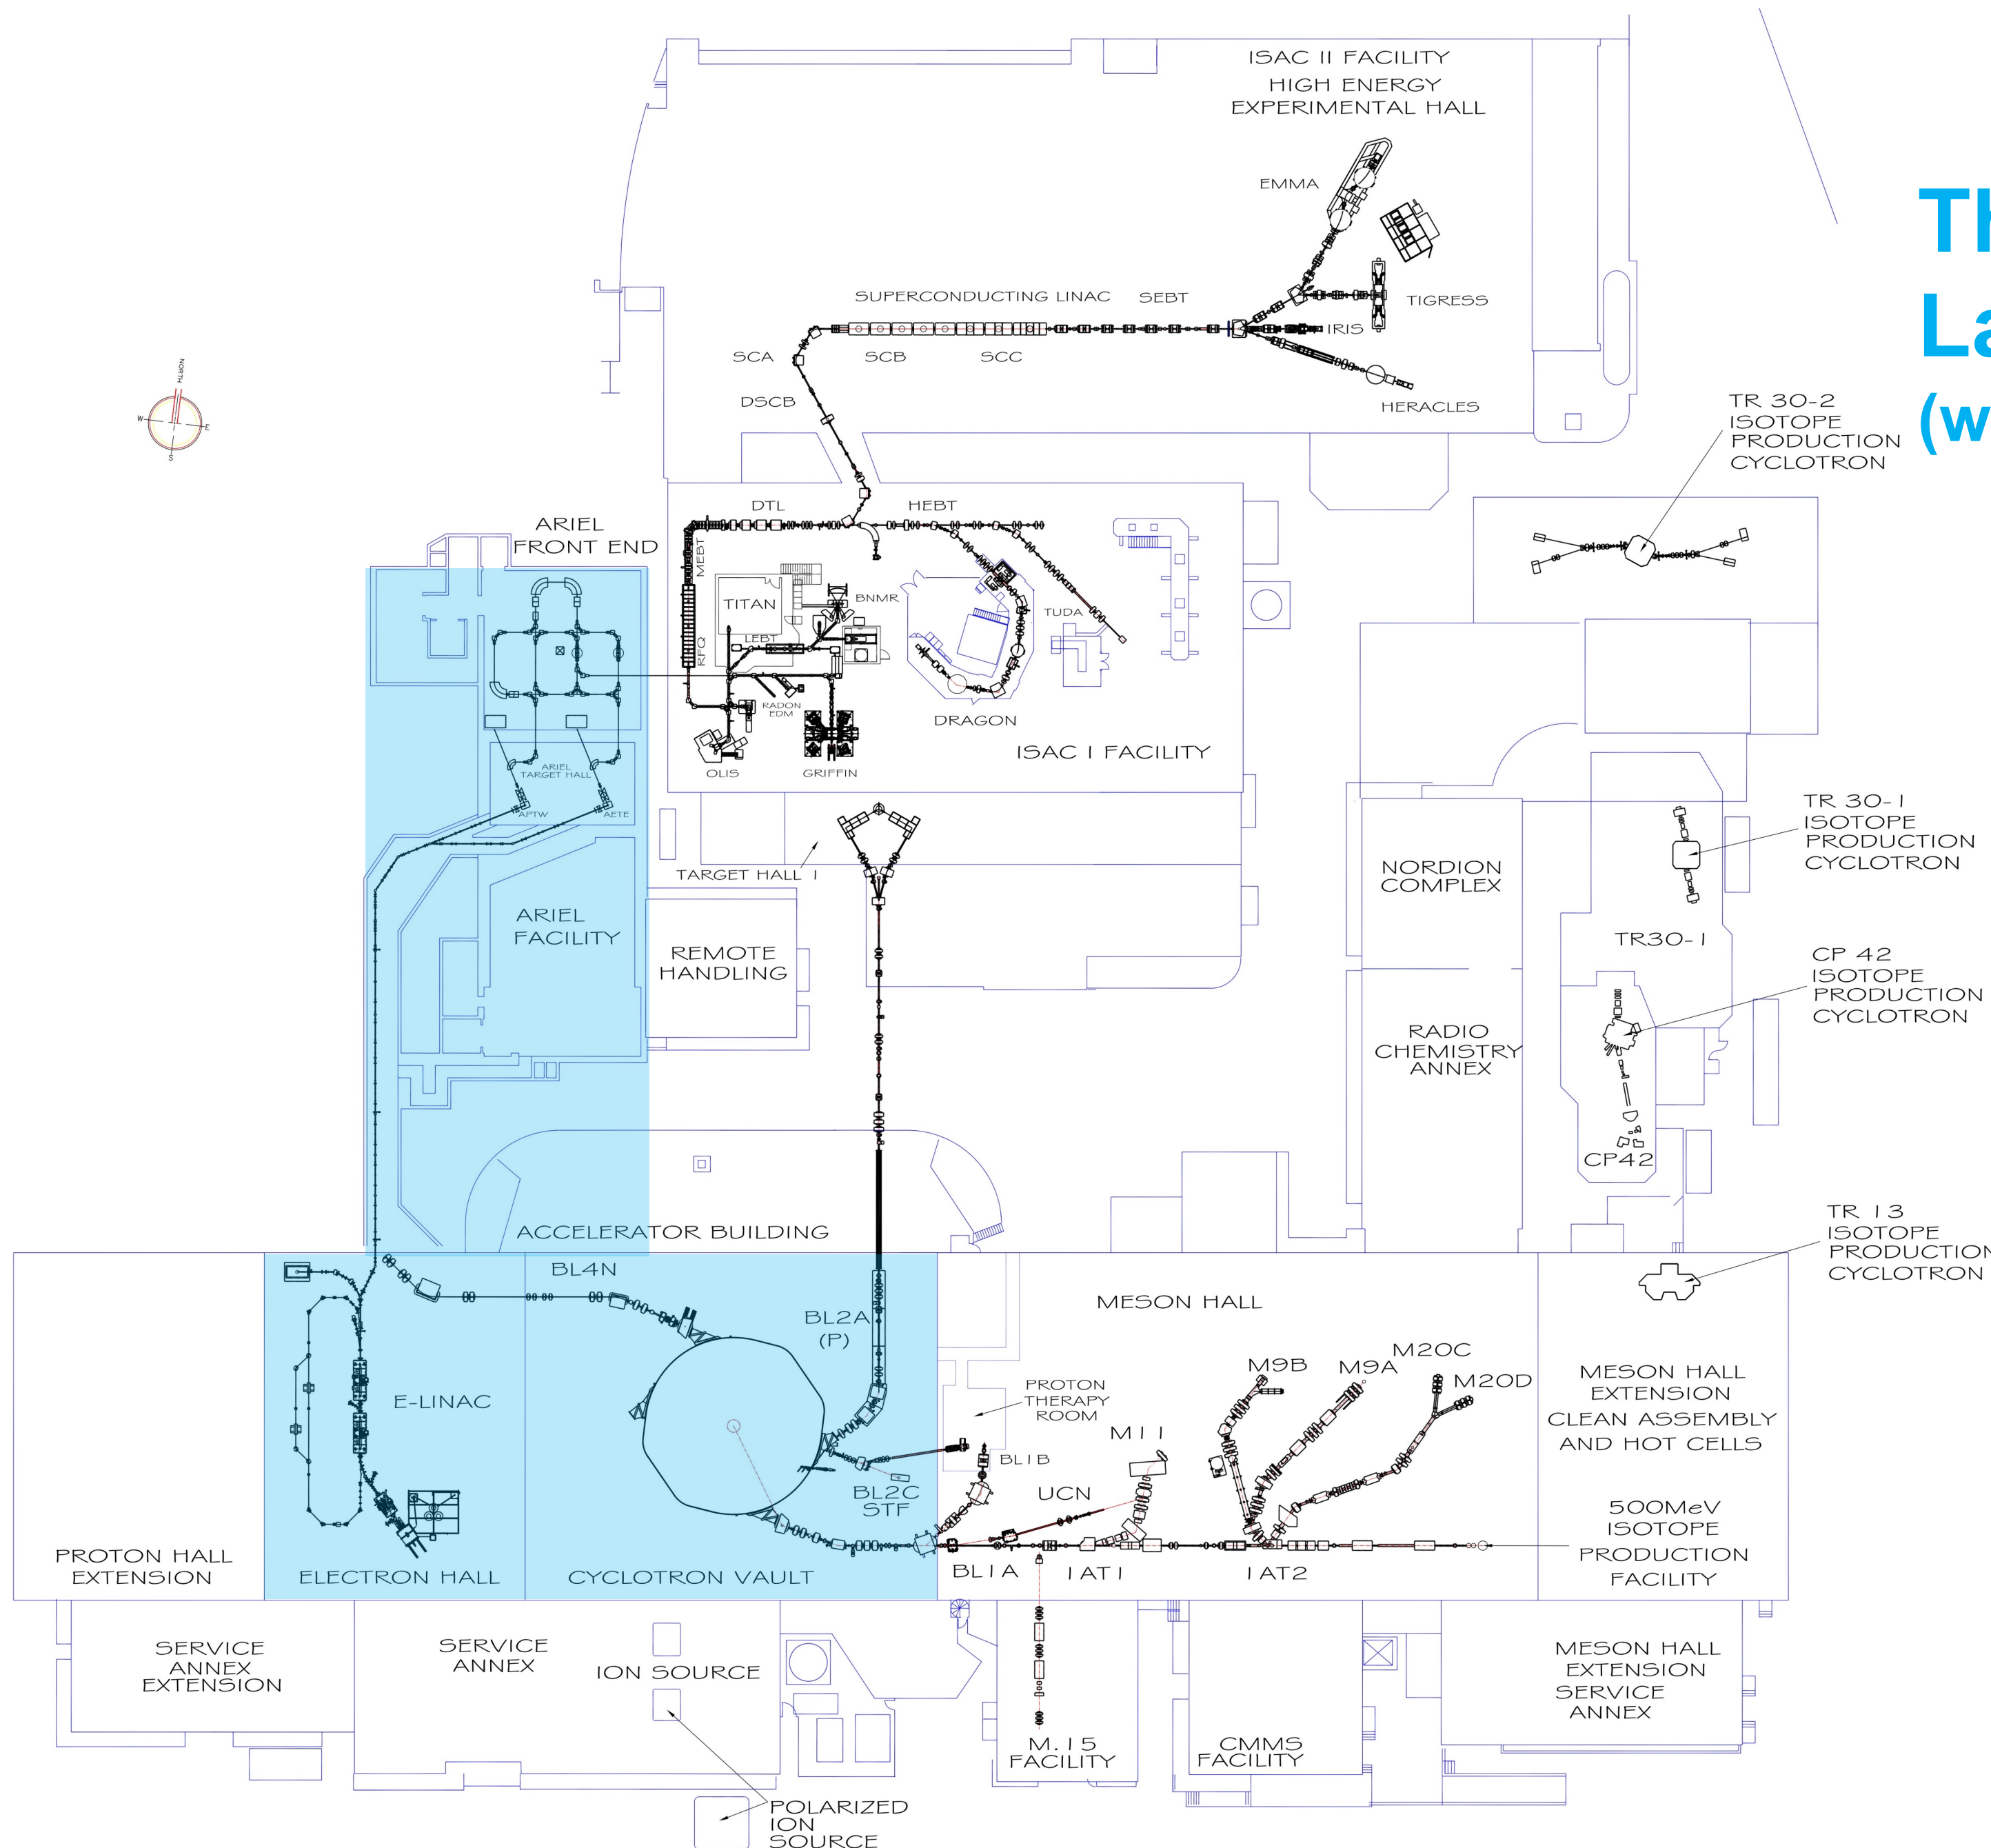 ISAC II FACILITY
HIGH ENERGY
EXPERIMENTAL HALL
EMMA
SUPERCONDUCTING LINAC
SEBT
TIGRESS
IRIS
SCA
SCB
SCC
DSCB
HERACLES
NORTH
W
E
S
TR 30-2
ISOTOPE
PRODUCTION
CYCLOTRON
ARIEL
FRONT END
DTL
HEBT
MEBT
TITAN
BNMR
TUDA
LEBT
RFQ
RADON
EDM
DRAGON
OLIS
GRIFFIN
ISAC I FACILITY
ARIEL
TARGET HALL
APTW
AETE
TARGET HALL 1
TR 30-1
ISOTOPE
PRODUCTION
CYCLOTRON
NORDION
COMPLEX
ARIEL
FACILITY
REMOTE
HANDLING
TR30-1
CP 42
ISOTOPE
PRODUCTION
CYCLOTRON
RADIO
CHEMISTRY
ANNEX
CP42
ACCELERATOR BUILDING
TR 13
ISOTOPE
PRODUCTION
CYCLOTRON
BL4N
BL2A
(P)
MESON HALL
E-LINAC
PROTON
THERAPY
ROOM
M9B
M9A
M20C
M20D
MESON HALL
EXTENSION
CLEAN ASSEMBLY
AND HOT CELLS
M11
BL1B
BL2C
STF
UCN
500MeV
ISOTOPE
PRODUCTION
FACILITY
PROTON HALL
EXTENSION
ELECTRON HALL
CYCLOTRON VAULT
BL1A
1AT1
1AT2
SERVICE
ANNEX
EXTENSION
SERVICE
ANNEX
ION SOURCE
MESON HALL
EXTENSION
SERVICE
ANNEX
M.15
FACILITY
CMMS
FACILITY
POLARIZED
ION
SOURCE